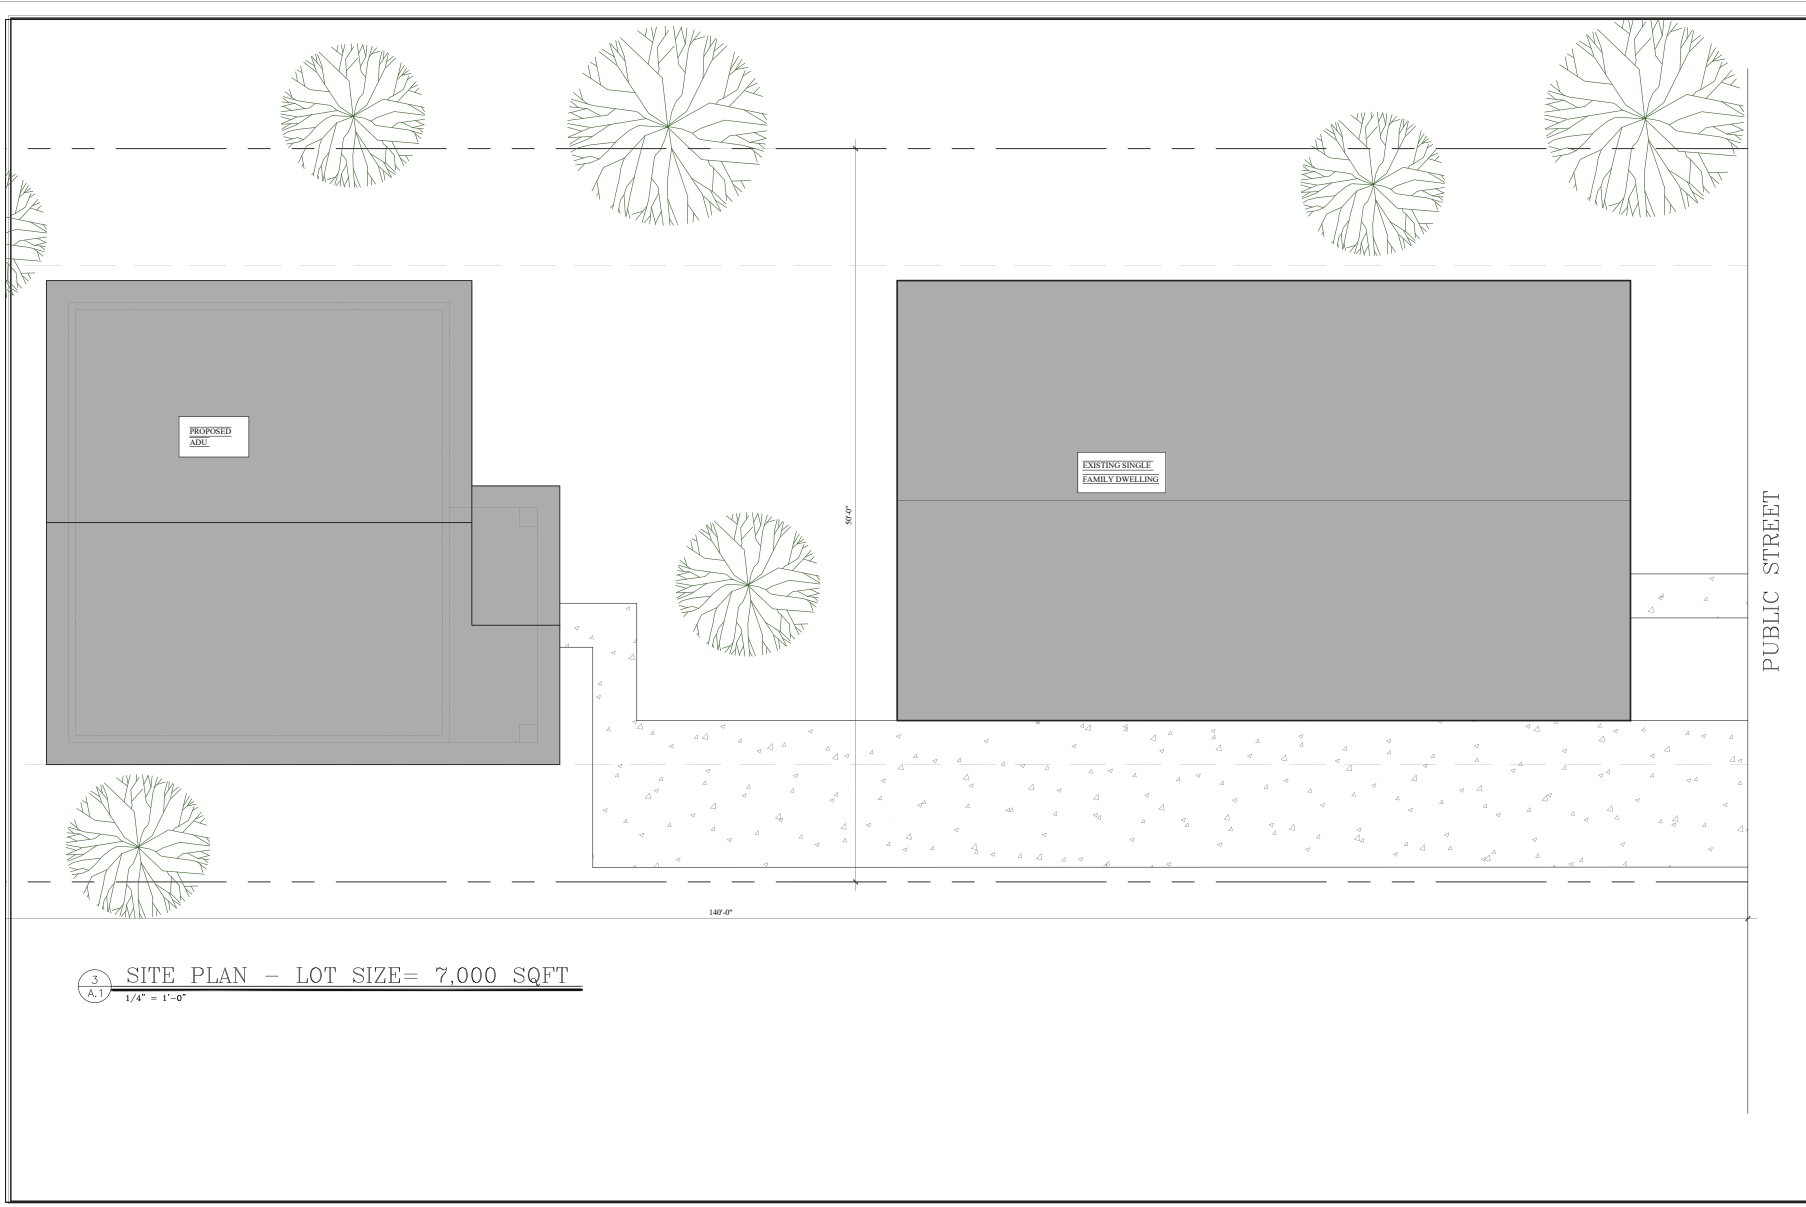 PROPOSED
ADU
EXISTING SINGLE
FAMILY DWELLING
50'-0"
PUBLIC STREET
140'-0"
3
A.1
SITE PLAN - LOT SIZE= 7,000 SQFT
1/4" = 1'-0"